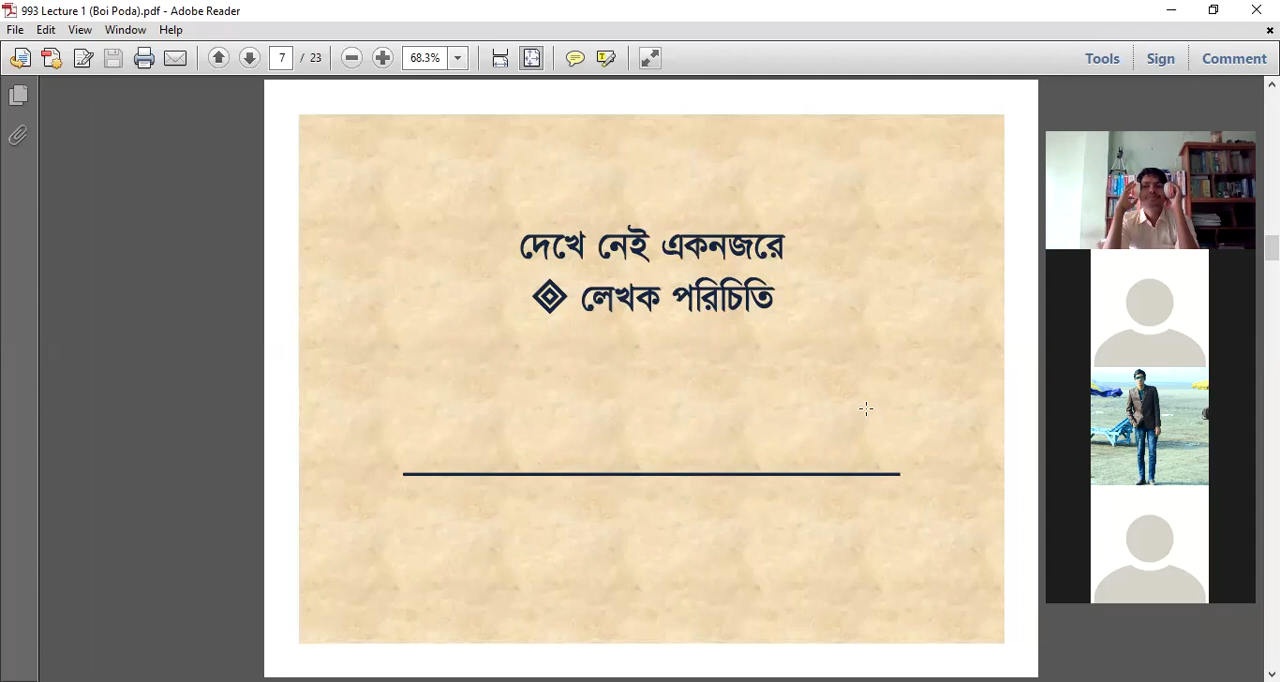 993 Lecture 1 (Boi Poda).pdf - Adobe Reader
File Edit View Window Help
7 / 23 68.3% Tools Sign Comment
দেখে নেই একনজরে
লেখক পরিচিতি